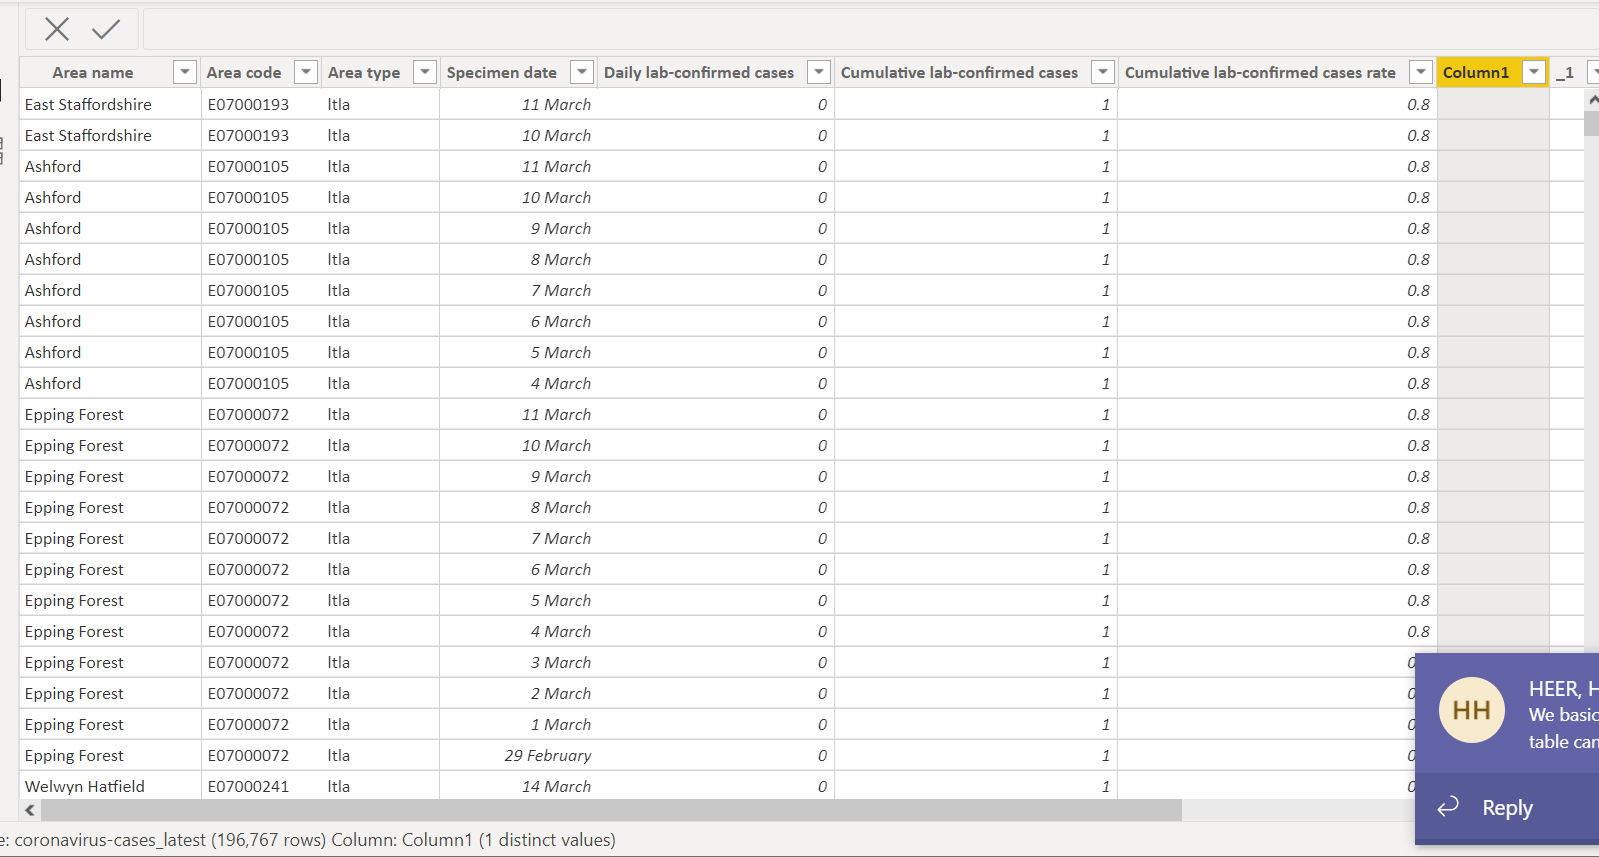 Area name Area code Area type Specimen date Daily lab-confirmed cases Cumulative lab-confirmed cases Cumulative lab-confirmed cases rate Column1 _1
East Staffordshire E07000193 ltla 11 March 0 1 0.8
East Staffordshire E07000193 ltla 10 March 0 1 0.8
Ashford E07000105 ltla 11 March 0 1 0.8
Ashford E07000105 ltla 10 March 0 1 0.8
Ashford E07000105 ltla 9 March 0 1 0.8
Ashford E07000105 ltla 8 March 0 1 0.8
Ashford E07000105 ltla 7 March 0 1 0.8
Ashford E07000105 ltla 6 March 0 1 0.8
Ashford E07000105 ltla 5 March 0 1 0.8
Ashford E07000105 ltla 4 March 0 1 0.8
Epping Forest E07000072 ltla 11 March 0 1 0.8
Epping Forest E07000072 ltla 10 March 0 1 0.8
Epping Forest E07000072 ltla 9 March 0 1 0.8
Epping Forest E07000072 ltla 8 March 0 1 0.8
Epping Forest E07000072 ltla 7 March 0 1 0.8
Epping Forest E07000072 ltla 6 March 0 1 0.8
Epping Forest E07000072 ltla 5 March 0 1 0.8
Epping Forest E07000072 ltla 4 March 0 1 0.8
Epping Forest E07000072 ltla 3 March 0 1
Epping Forest E07000072 ltla 2 March 0 1
Epping Forest E07000072 ltla 1 March 0 1
Epping Forest E07000072 ltla 29 February 0 1
Welwyn Hatfield E07000241 ltla 14 March 0 1
HH
HEER, H
We basic
table can
Reply
e: coronavirus-cases_latest (196,767 rows) Column: Column1 (1 distinct values)